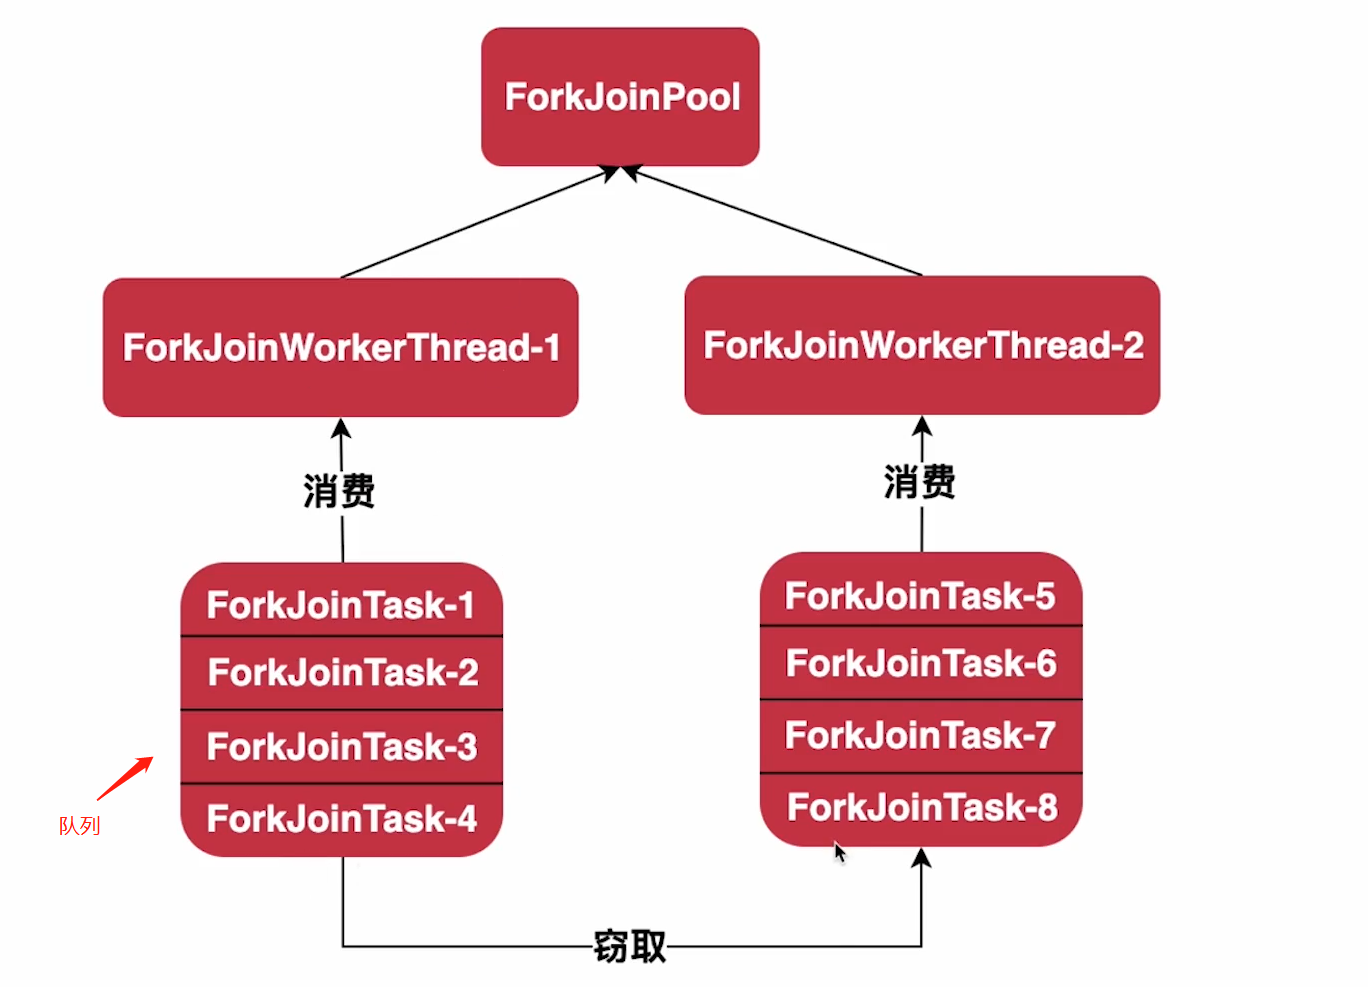 ForkJoinPool
ForkJoinWorkerThread-1
ForkJoinWorkerThread-2
消费
消费
ForkJoinTask-1
ForkJoinTask-2
ForkJoinTask-3
ForkJoinTask-4
队列
ForkJoinTask-5
ForkJoinTask-6
ForkJoinTask-7
ForkJoinTask-8
窃取